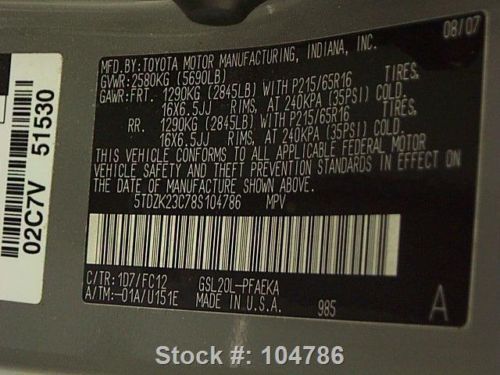 08/07
MFD.BY: TOYOTA MOTOR MANUFACTURING, INDIANA, INC.
GVWR: 2580KG (5690LB)
GAWR: FRT. 1290KG (2845LB) WITH P215/65R16 TIRES,
16X6.5JJ RIMS, AT 240KPA (35PSI) COLD.
RR. 1290KG (2845LB) WITH P215/65R16 TIRES,
16X6.5JJ RIMS, AT 240KPA (35PSI) COLD.
THIS VEHICLE CONFORMS TO ALL APPLICABLE FEDERAL MOTOR
VEHICLE SAFETY AND THEFT PREVENTION STANDARDS IN EFFECT ON THE
DATE OF MANUFACTURE SHOWN ABOVE.
5TDZK23C78S104786 MPV
C/TR: 1D7/FC12 GSL20L-PFAEKA
A/TM: -01A/U151E MADE IN U.S.A. 985 A
02C7V 51530
Stock #: 104786